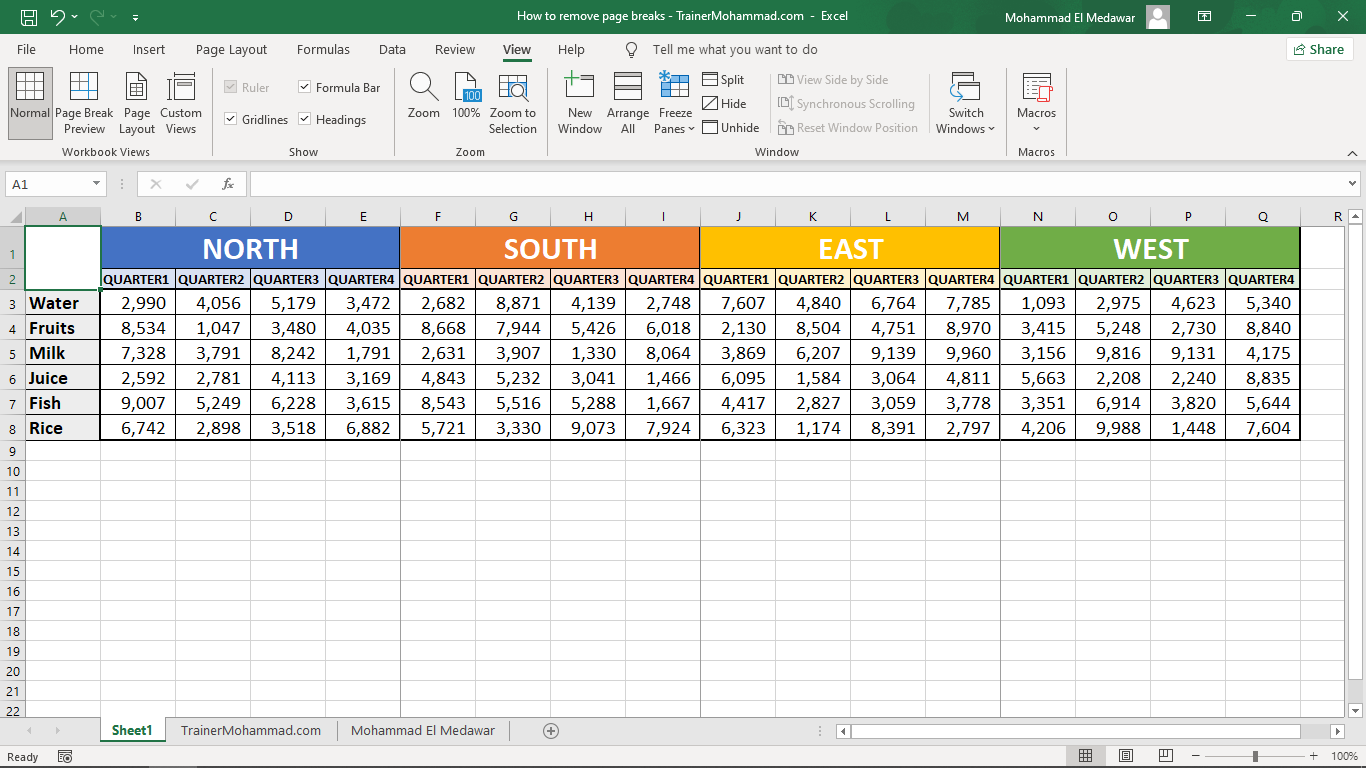 How to remove page breaks - TrainerMohammad.com - Excel
Mohammad El Medawar
File Home Insert Page Layout Formulas Data Review View Help Tell me what you want to do Share
Normal
Page Break Preview
Page Layout
Custom Views
Workbook Views
Ruler
Formula Bar
Gridlines
Headings
Show
Zoom
100
100%
Zoom to Selection
Zoom
New Window
Arrange All
Freeze Panes
Split
Hide
Unhide
View Side by Side
Synchronous Scrolling
Reset Window Position
Switch Windows
Window
Macros
Macros
A1
fx
A B C D E F G H I J K L M N O P Q R
1 NORTH SOUTH EAST WEST
2 QUARTER1 QUARTER2 QUARTER3 QUARTER4 QUARTER1 QUARTER2 QUARTER3 QUARTER4 QUARTER1 QUARTER2 QUARTER3 QUARTER4 QUARTER1 QUARTER2 QUARTER3 QUARTER4
3 Water 2,990 4,056 5,179 3,472 2,682 8,871 4,139 2,748 7,607 4,840 6,764 7,785 1,093 2,975 4,623 5,340
4 Fruits 8,534 1,047 3,480 4,035 8,668 7,944 5,426 6,018 2,130 8,504 4,751 8,970 3,415 5,248 2,730 8,840
5 Milk 7,328 3,791 8,242 1,791 2,631 3,907 1,330 8,064 3,869 6,207 9,139 9,960 3,156 9,816 9,131 4,175
6 Juice 2,592 2,781 4,113 3,169 4,843 5,232 3,041 1,466 6,095 1,584 3,064 4,811 5,663 2,208 2,240 8,835
7 Fish 9,007 5,249 6,228 3,615 8,543 5,516 5,288 1,667 4,417 2,827 3,059 3,778 3,351 6,914 3,820 5,644
8 Rice 6,742 2,898 3,518 6,882 5,721 3,330 9,073 7,924 6,323 1,174 8,391 2,797 4,206 9,988 1,448 7,604
9
10
11
12
13
14
15
16
17
18
19
20
21
22
Sheet1 TrainerMohammad.com Mohammad El Medawar
Ready
100%